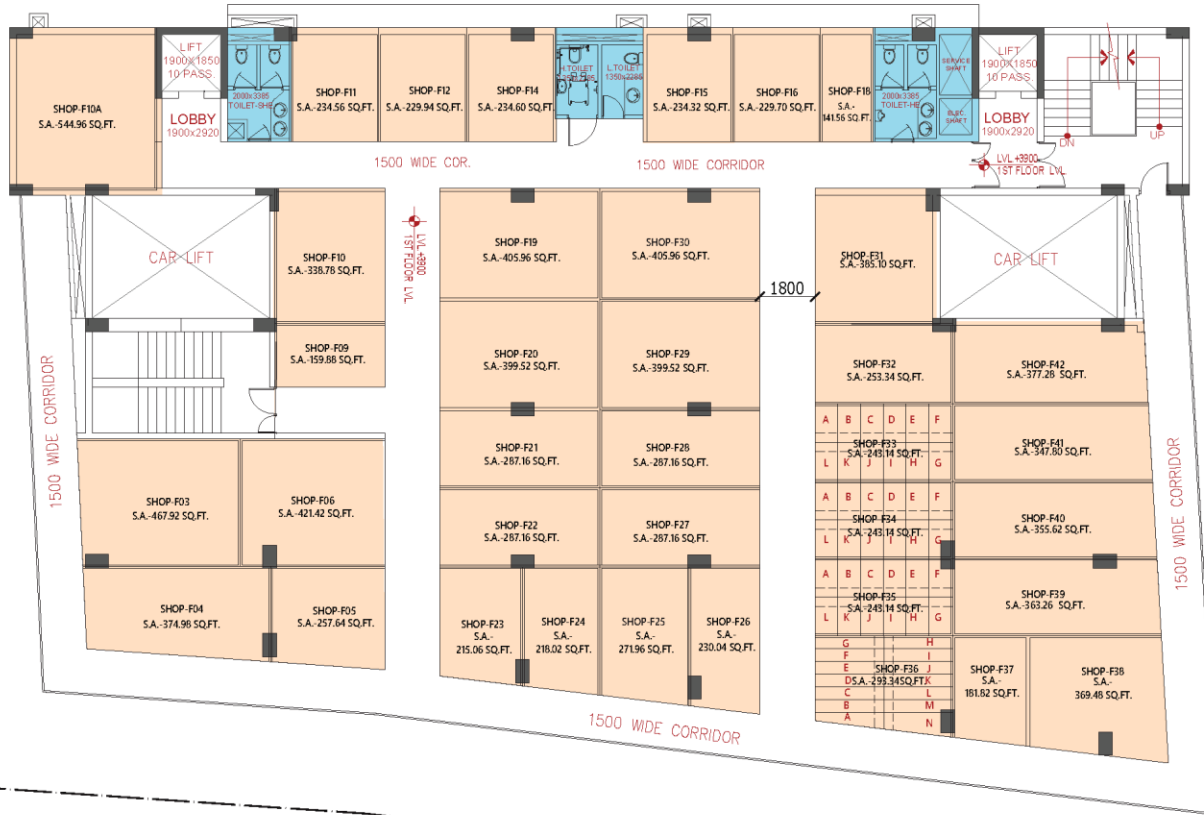 LIFT
1900X1850
10 PASS.
LOBBY
1900x2920
SHOP-F10A
S.A.-544.96 SQ.FT.
2000x3385
TOILET-SHE
SHOP-F11
S.A.-234.56 SQ.FT.
SHOP-F12
S.A.-229.94 SQ.FT.
SHOP-F14
S.A.-234.60 SQ.FT.
H.TOILET
L.TOILET
1350x2285
SHOP-F15
S.A.-234.32 SQ.FT.
SHOP-F16
S.A.-229.70 SQ.FT.
SHOP-F18
S.A.-
141.56 SQ.FT.
2000x3385
TOILET-HE
SERVICE
SHAFT
ELEC
SHAFT
LIFT
1900X1850
10 PASS.
LOBBY
1900x2920
DN
UP
1500 WIDE COR.
1500 WIDE CORRIDOR
LVL +3900
1ST FLOOR LVL
CAR LIFT
SHOP-F10
S.A.-338.78 SQ.FT.
LVL +3900
1ST FLOOR LVL
SHOP-F19
S.A.-405.96 SQ.FT.
SHOP-F30
S.A.-405.96 SQ.FT.
1800
SHOP-F31
S.A.-385.10 SQ.FT.
CAR LIFT
SHOP-F09
S.A.-159.88 SQ.FT.
SHOP-F20
S.A.-399.52 SQ.FT.
SHOP-F29
S.A.-399.52 SQ.FT.
SHOP-F32
S.A.-253.34 SQ.FT.
SHOP-F42
S.A.-377.28 SQ.FT.
1500 WIDE CORRIDOR
SHOP-F21
S.A.-287.16 SQ.FT.
SHOP-F28
S.A.-287.16 SQ.FT.
A B C D E F
SHOP-F33
S.A.-243.14 SQ.FT.
L K J I H G
SHOP-F41
S.A.-347.80 SQ.FT.
1500 WIDE CORRIDOR
SHOP-F03
S.A.-467.92 SQ.FT.
SHOP-F06
S.A.-421.42 SQ.FT.
SHOP-F22
S.A.-287.16 SQ.FT.
SHOP-F27
S.A.-287.16 SQ.FT.
A B C D E F
SHOP-F34
S.A.-243.14 SQ.FT.
L K J I H G
SHOP-F40
S.A.-355.62 SQ.FT.
SHOP-F04
S.A.-374.98 SQ.FT.
SHOP-F05
S.A.-257.64 SQ.FT.
SHOP-F23
S.A.-
215.06 SQ.FT.
SHOP-F24
S.A.-
218.02 SQ.FT.
SHOP-F25
S.A.-
271.96 SQ.FT.
SHOP-F26
S.A.-
230.04 SQ.FT.
A B C D E F
SHOP-F35
S.A.-243.14 SQ.FT.
L K J I H G
SHOP-F39
S.A.-363.26 SQ.FT.
G H
F I
E J
D K
C L
B M
A N
SHOP-F36
S.A.-293.34SQ.FT.
SHOP-F37
S.A.-
181.82 SQ.FT.
SHOP-F38
S.A.-
369.48 SQ.FT.
1500 WIDE CORRIDOR